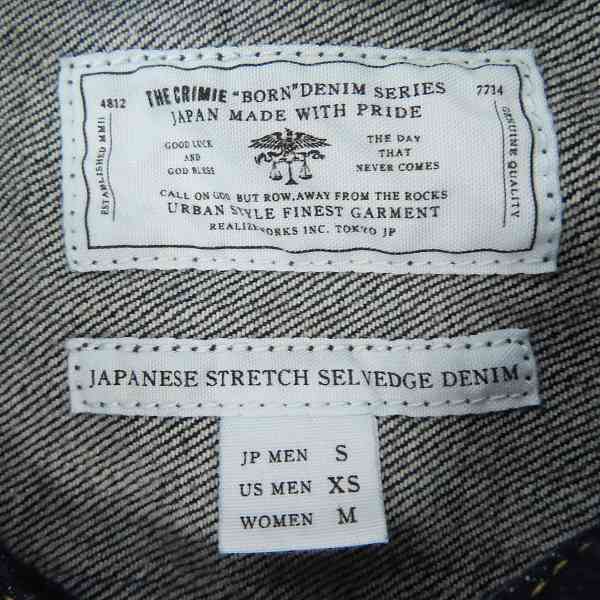 THE CRIMIE "BORN" DENIM SERIES
JAPAN MADE WITH PRIDE
4812
7714
ESTABLISHED MMII
GENUINE QUALITY
GOOD LUCK
AND
GOD BLESS
THE DAY
THAT
NEVER COMES
CALL ON GOD BUT ROW, AWAY FROM THE ROCKS
URBAN STYLE FINEST GARMENT
REALIZEWORKS INC. TOKYO JP
JAPANESE STRETCH SELVEDGE DENIM
JP MEN S
US MEN XS
WOMEN M